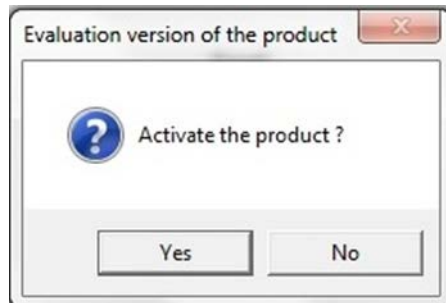 Evaluation version of the product
Activate the product ?
Yes
No